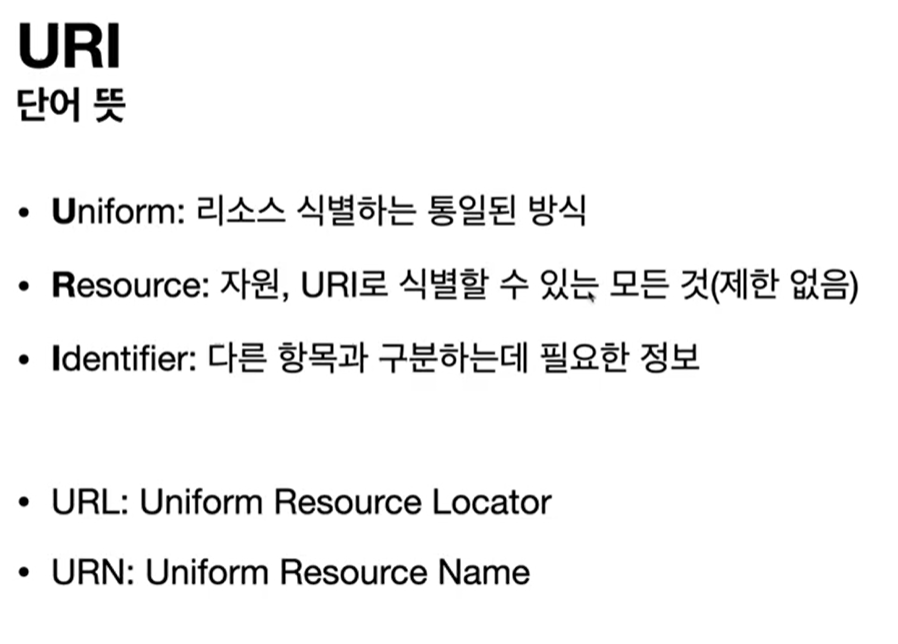 URI
단어 뜻
• Uniform: 리소스 식별하는 통일된 방식
• Resource: 자원, URI로 식별할 수 있는 모든 것(제한 없음)
• Identifier: 다른 항목과 구분하는데 필요한 정보
• URL: Uniform Resource Locator
• URN: Uniform Resource Name